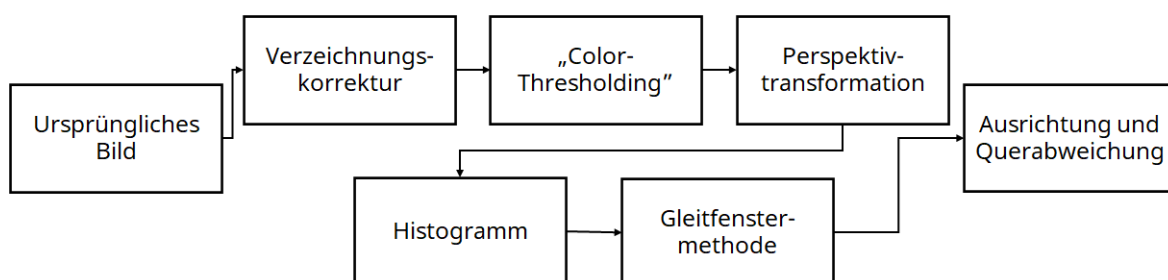 Ursprüngliches
Bild
Verzeichnungs-
korrektur
„Color-
Thresholding”
Perspektiv-
transformation
Histogramm
Gleitfenster-
methode
Ausrichtung und
Querabweichung